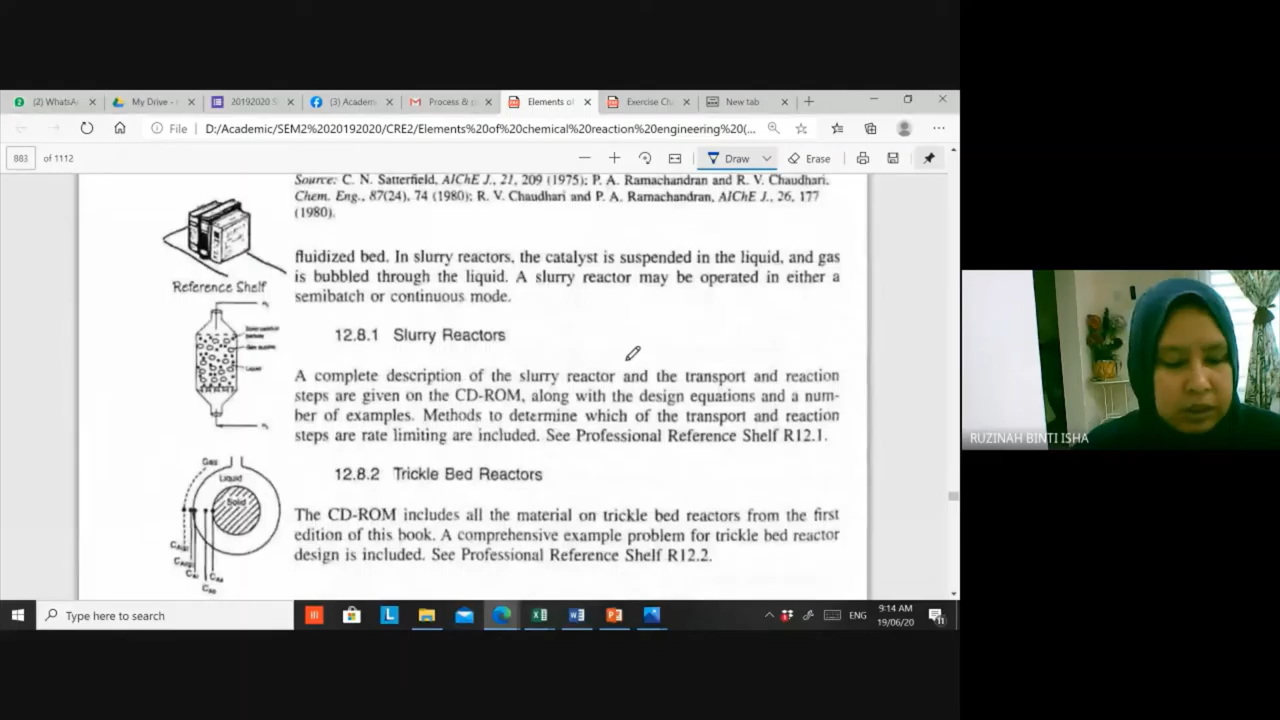 (2) WhatsA
My Drive -
20192020 S
(3) Academ
Process & p
Elements of
Exercise Ch
New tab
File
D:/Academic/SEM2%2020192020/CRE2/Elements%20of%20chemical%20reaction%20engineering%20(...
883 of 1112
Draw
Erase
Source: C. N. Satterfield, AIChE J., 21, 209 (1975); P. A. Ramachandran and R. V. Chaudhari,
Chem. Eng., 87(24), 74 (1980); R. V. Chaudhari and P. A. Ramachandran, AIChE J., 26, 177
(1980).
Reference Shelf
fluidized bed. In slurry reactors, the catalyst is suspended in the liquid, and gas
is bubbled through the liquid. A slurry reactor may be operated in either a
semibatch or continuous mode.
12.8.1 Slurry Reactors
Liquid
A complete description of the slurry reactor and the transport and reaction
steps are given on the CD-ROM, along with the design equations and a num-
ber of examples. Methods to determine which of the transport and reaction
steps are rate limiting are included. See Professional Reference Shelf R12.1.
12.8.2 Trickle Bed Reactors
Gas
Liquid
Solid
The CD-ROM includes all the material on trickle bed reactors from the first
edition of this book. A comprehensive example problem for trickle bed reactor
design is included. See Professional Reference Shelf R12.2.
RUZINAH BINTI ISHA
Type here to search
ENG
9:14 AM
19/06/20
11